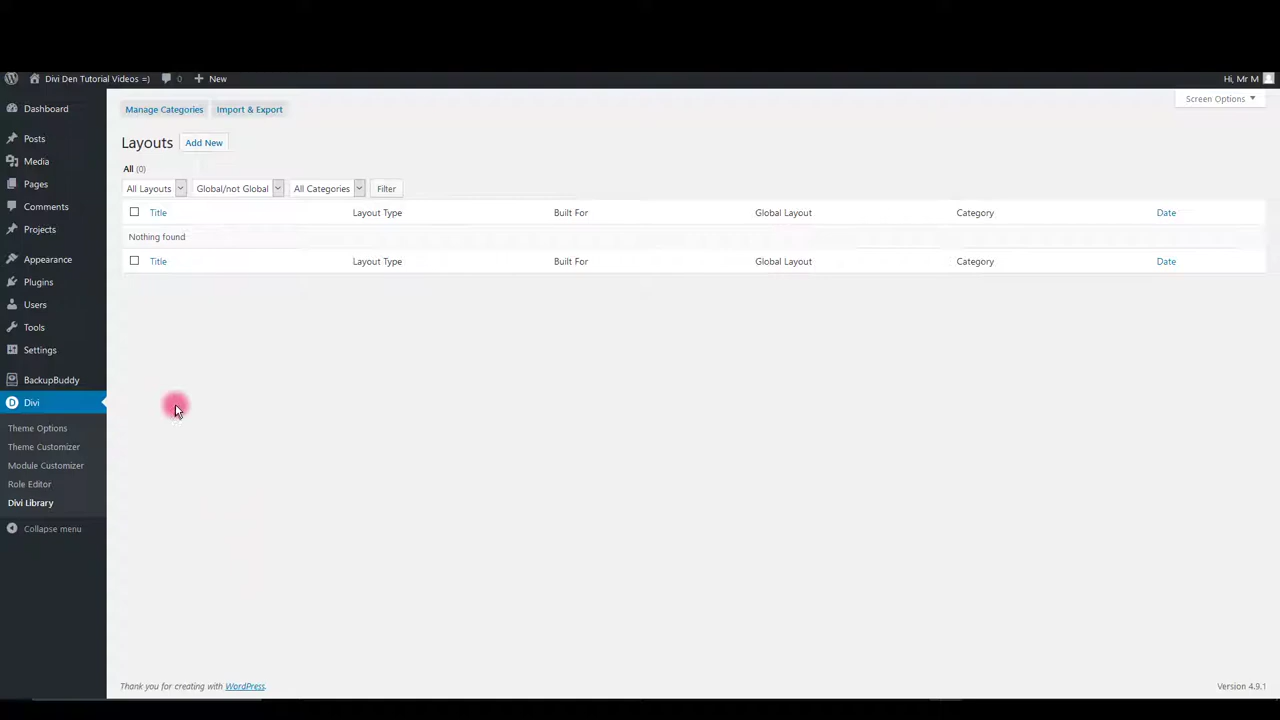 Divi Den Tutorial Videos =) 0 New Hi, Mr M
Dashboard
Posts
Media
Pages
Comments
Projects
Appearance
Plugins
Users
Tools
Settings
BackupBuddy
Divi
Theme Options
Theme Customizer
Module Customizer
Role Editor
Divi Library
Collapse menu
Manage Categories Import & Export Screen Options
Layouts Add New
All (0)
All Layouts Global/not Global All Categories Filter
Title Layout Type Built For Global Layout Category Date
Nothing found
Title Layout Type Built For Global Layout Category Date
Thank you for creating with WordPress. Version 4.9.1